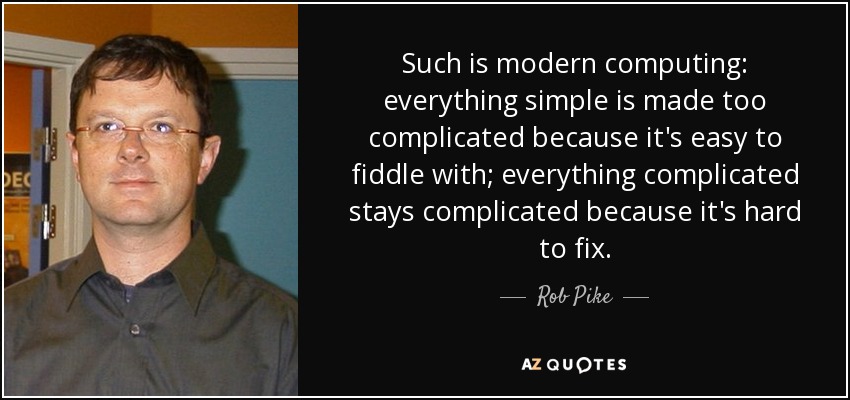 Such is modern computing:
everything simple is made too
complicated because it's easy to
fiddle with; everything complicated
stays complicated because it's hard
to fix.
Rob Pike
AZ QUOTES